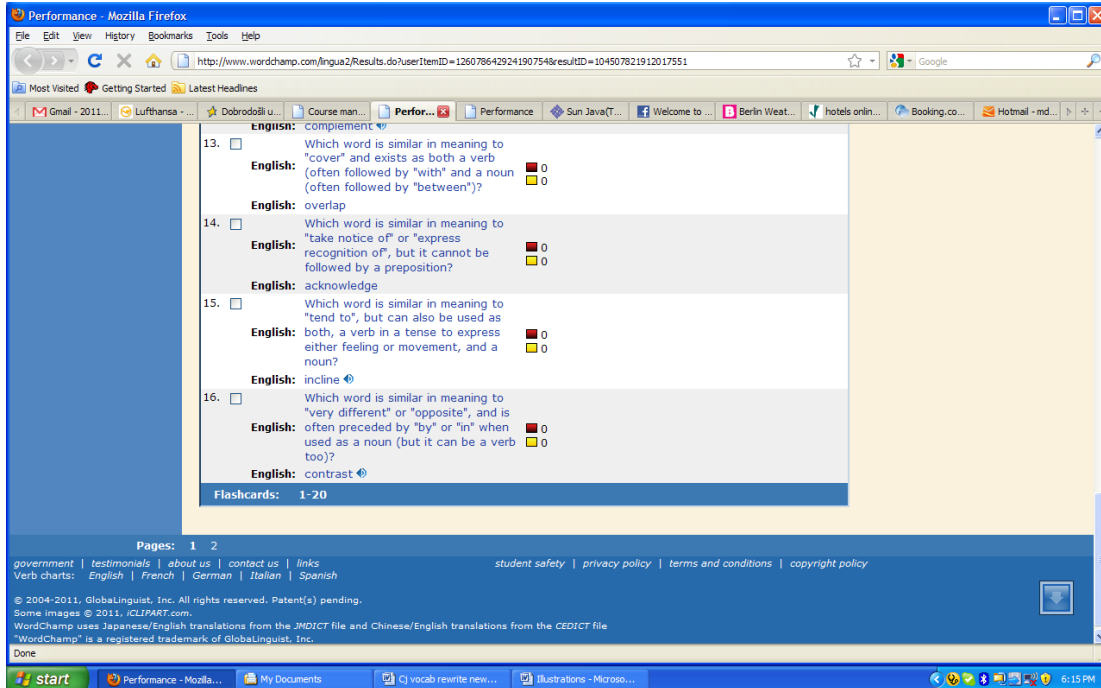 Performance - Mozilla Firefox
File Edit View History Bookmarks Tools Help
http://www.wordchamp.com/lingua2/Results.do?userItemID=126078642924190754&resultID=104507821912017551
Google
Most Visited Getting Started Latest Headlines
Gmail - 2011... Lufthansa - ... Dobrodošli u... Course man... Perfor... Performance Sun Java(T... Welcome to ... Berlin Weat... hotels onlin... Booking.co... Hotmail - md...
English: complement
13. Which word is similar in meaning to
"cover" and exists as both a verb
English: (often followed by "with" and a noun 0
(often followed by "between")? 0
English: overlap
14. Which word is similar in meaning to
"take notice of" or "express
English: recognition of", but it cannot be 0
followed by a preposition? 0
English: acknowledge
15. Which word is similar in meaning to
"tend to", but can also be used as
English: both, a verb in a tense to express 0
either feeling or movement, and a 0
noun?
English: incline
16. Which word is similar in meaning to
"very different" or "opposite", and is
English: often preceded by "by" or "in" when 0
used as a noun (but it can be a verb 0
too)?
English: contrast
Flashcards: 1-20
Pages: 1 2
government | testimonials | about us | contact us | links student safety | privacy policy | terms and conditions | copyright policy
Verb charts: English | French | German | Italian | Spanish
© 2004-2011, GlobaLinguist, Inc. All rights reserved. Patent(s) pending.
Some images © 2011, iCLIPART.com.
WordChamp uses Japanese/English translations from the JMDICT file and Chinese/English translations from the CEDICT file
"WordChamp" is a registered trademark of GlobaLinguist, Inc.
Done
start Performance - Mozilla... My Documents Cj vocab rewrite new... Illustrations - Microso... 6:15 PM